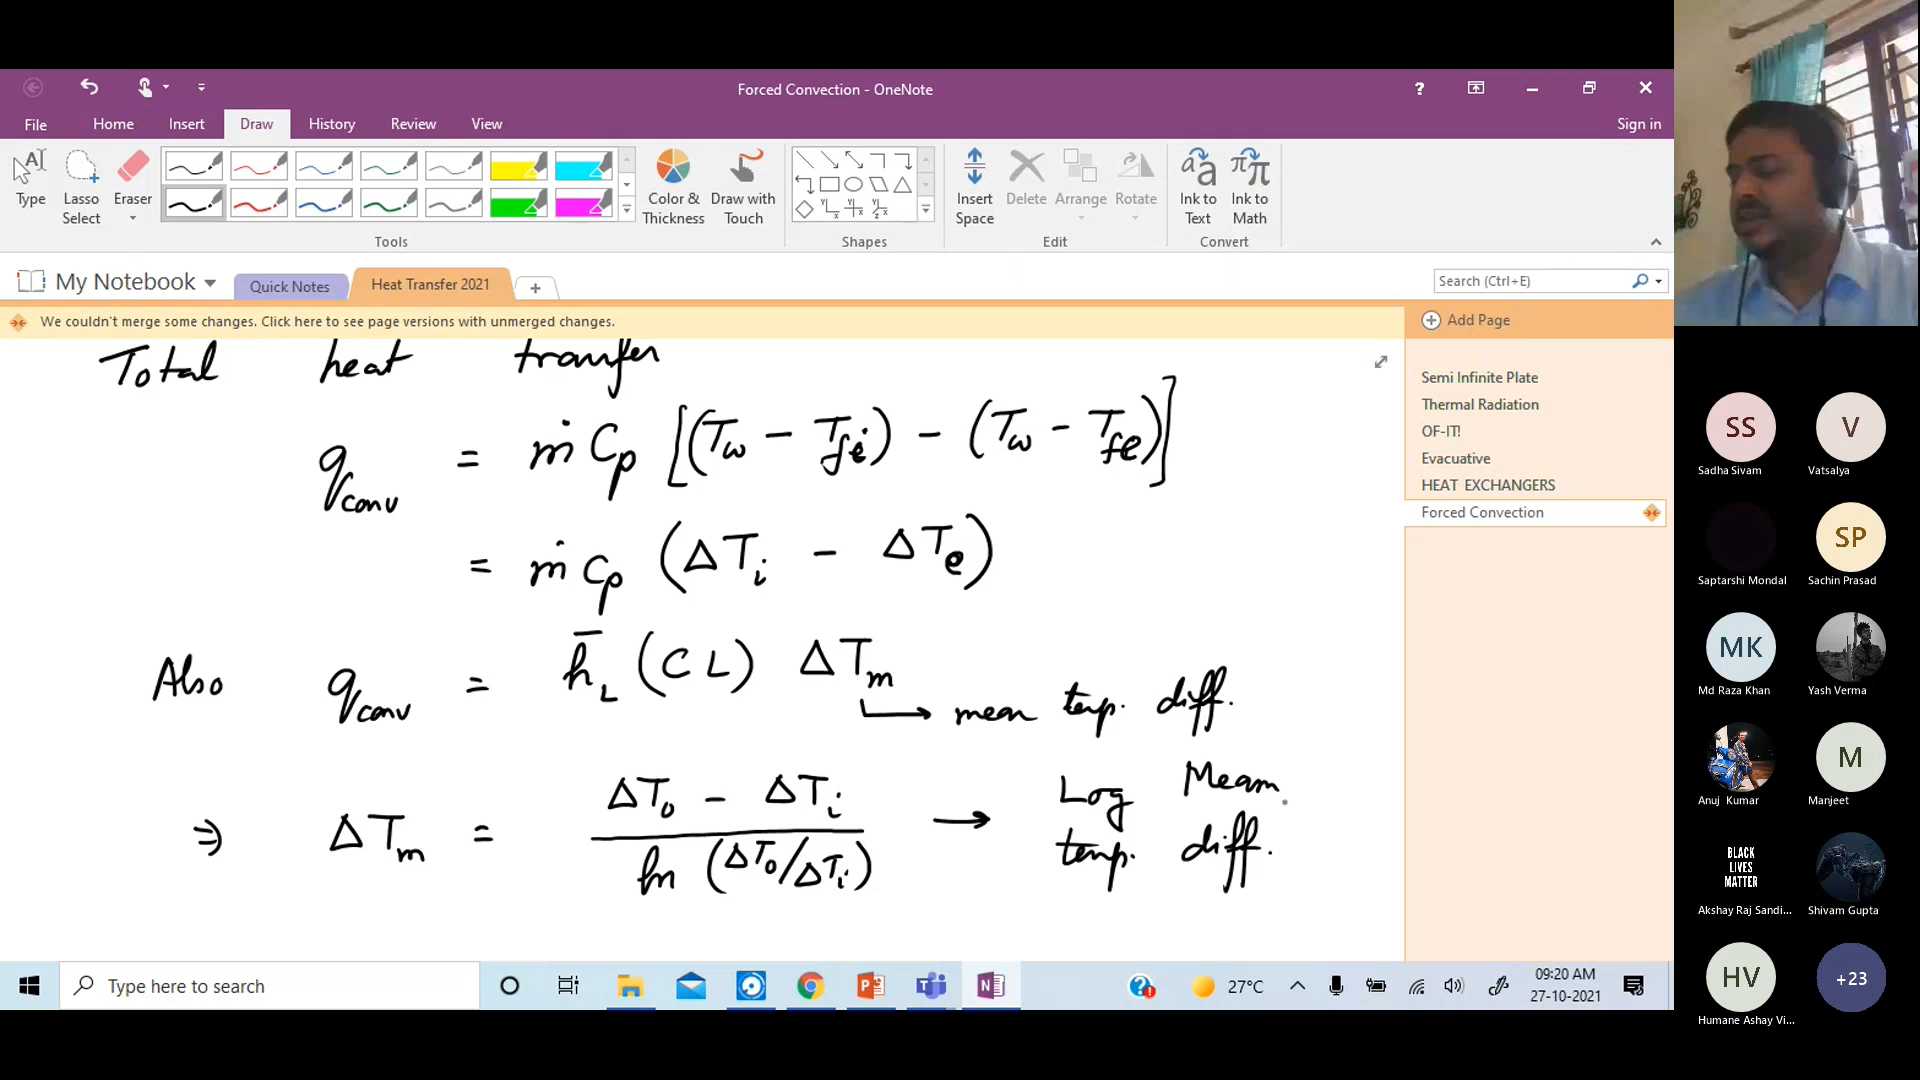 Forced Convection - OneNote
?
File Home Insert Draw History Review View Sign in
Type Lasso Select Eraser Color & Thickness Draw with Touch Insert Space Delete Arrange Rotate Ink to Text Ink to Math
Tools Shapes Edit Convert
My Notebook Quick Notes Heat Transfer 2021 + Search (Ctrl+E)
We couldn't merge some changes. Click here to see page versions with unmerged changes.
Add Page
Semi Infinite Plate
Thermal Radiation
OF-IT!
Evacuative
HEAT EXCHANGERS
Forced Convection
Total heat transfer
q_conv = ṁ Cp [(Tw - Tfi) - (Tw - Tfe)]
= ṁ Cp (ΔTi - ΔTe)
Also q_conv = h̄_L (CL) ΔTm
→ mean temp. diff.
⇒ ΔTm = (ΔTo - ΔTi) / ln (ΔTo/ΔTi) → Log Mean
temp. diff.
SS V
Sadha Sivam Vatsalya
SP
Saptarshi Mondal Sachin Prasad
MK
Md Raza Khan Yash Verma
M
Anuj Kumar Manjeet
BLACK
LIVES
MATTER
Akshay Raj Sandi... Shivam Gupta
HV +23
Humane Ashay Vi...
Type here to search 27°C 09:20 AM
27-10-2021